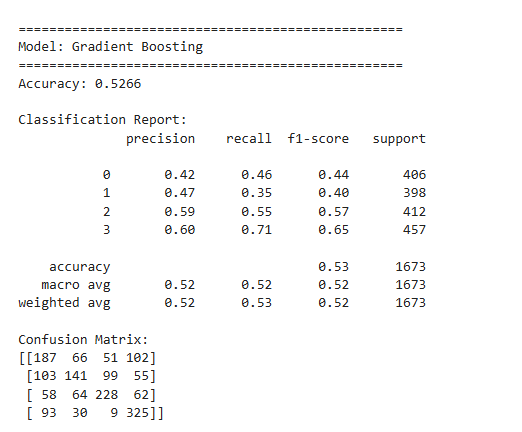 ==================================================
Model: Gradient Boosting
==================================================
Accuracy: 0.5266
Classification Report:
precision recall f1-score support
0 0.42 0.46 0.44 406
1 0.47 0.35 0.40 398
2 0.59 0.55 0.57 412
3 0.60 0.71 0.65 457
accuracy 0.53 1673
macro avg 0.52 0.52 0.52 1673
weighted avg 0.52 0.53 0.52 1673
Confusion Matrix:
[[187 66 51 102]
[103 141 99 55]
[ 58 64 228 62]
[ 93 30 9 325]]